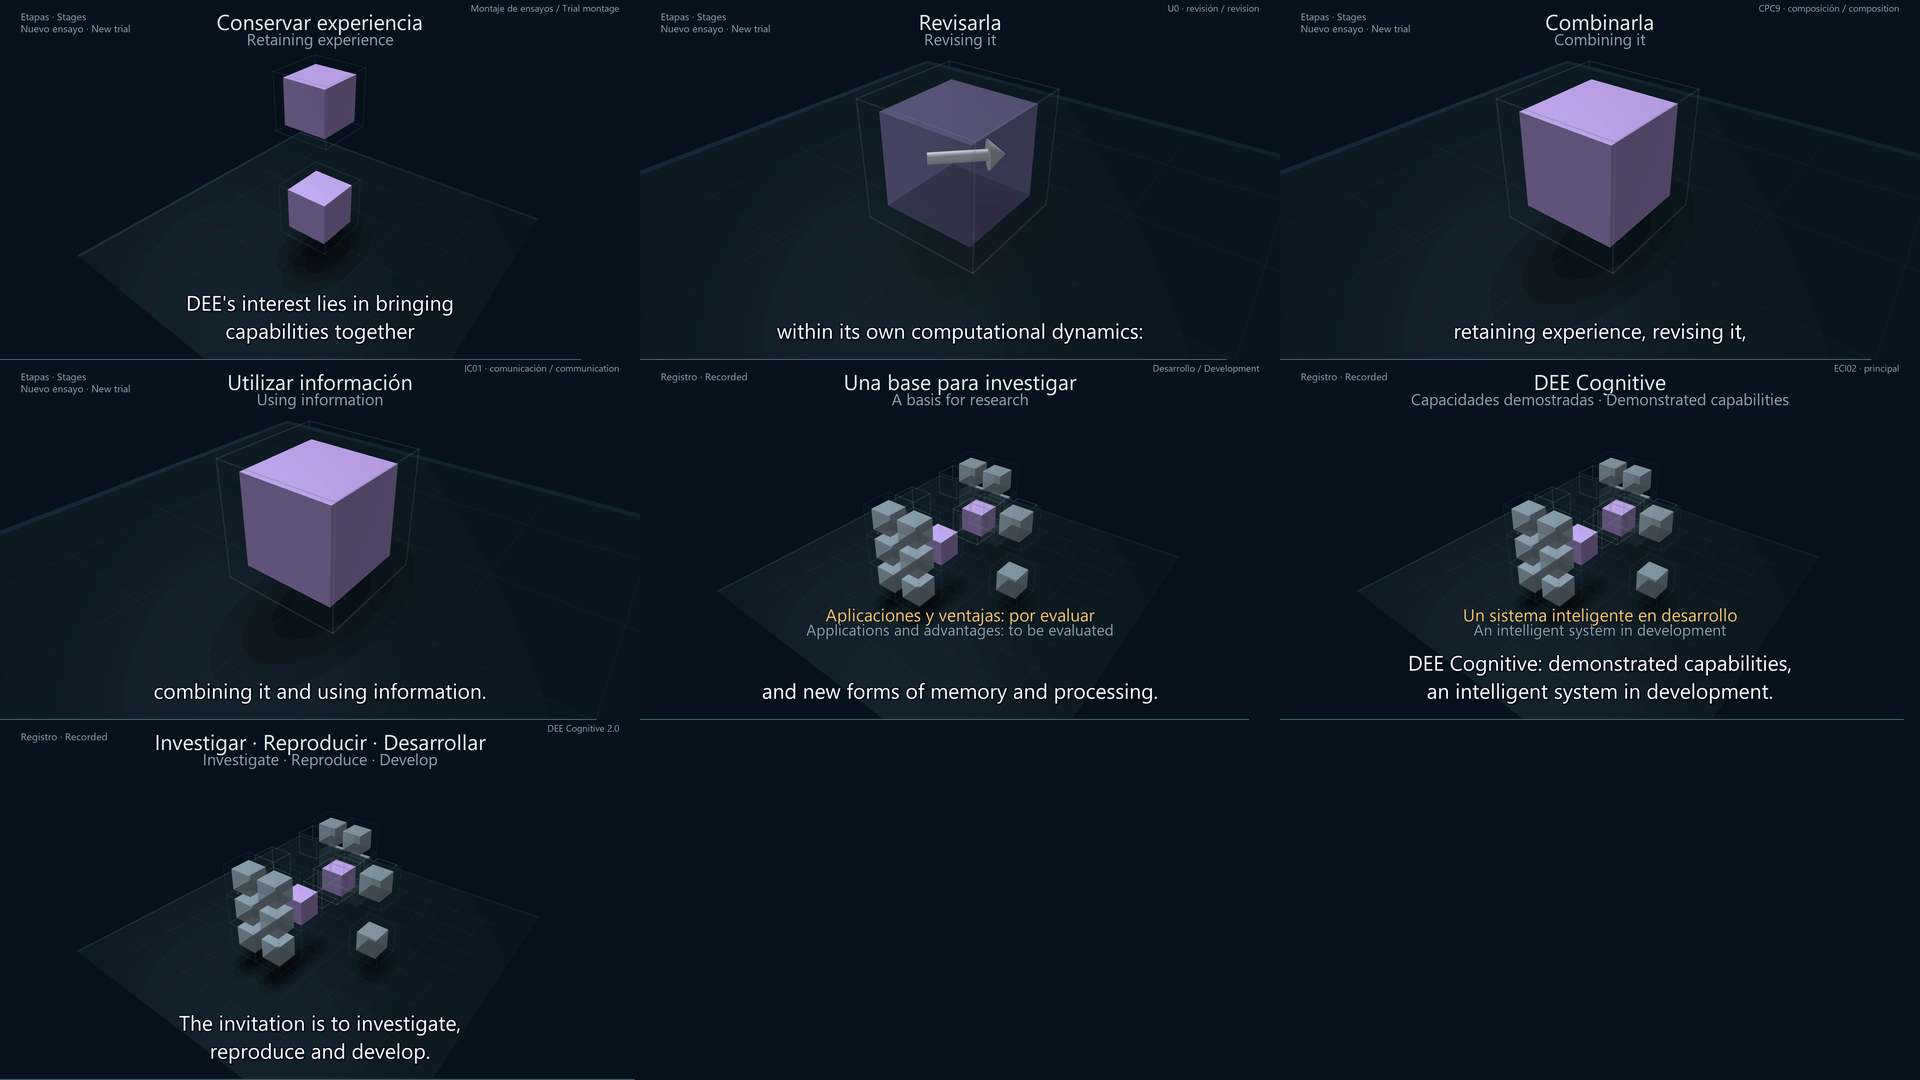 Etapas · Stages
Nuevo ensayo · New trial
Montaje de ensayos / Trial montage
Conservar experiencia
Retaining experience
DEE's interest lies in bringing
capabilities together
Etapas · Stages
Nuevo ensayo · New trial
U0 · revisión / revision
Revisarla
Revising it
within its own computational dynamics:
Etapas · Stages
Nuevo ensayo · New trial
CPC9 · composición / composition
Combinarla
Combining it
retaining experience, revising it,
Etapas · Stages
Nuevo ensayo · New trial
IC01 · comunicación / communication
Utilizar información
Using information
combining it and using information.
Registro · Recorded
Desarrollo / Development
Una base para investigar
A basis for research
Aplicaciones y ventajas: por evaluar
Applications and advantages: to be evaluated
and new forms of memory and processing.
Registro · Recorded
ECI02 · principal
DEE Cognitive
Capacidades demostradas · Demonstrated capabilities
Un sistema inteligente en desarrollo
An intelligent system in development
DEE Cognitive: demonstrated capabilities,
an intelligent system in development.
Registro · Recorded
DEE Cognitive 2.0
Investigar · Reproducir · Desarrollar
Investigate · Reproduce · Develop
The invitation is to investigate,
reproduce and develop.